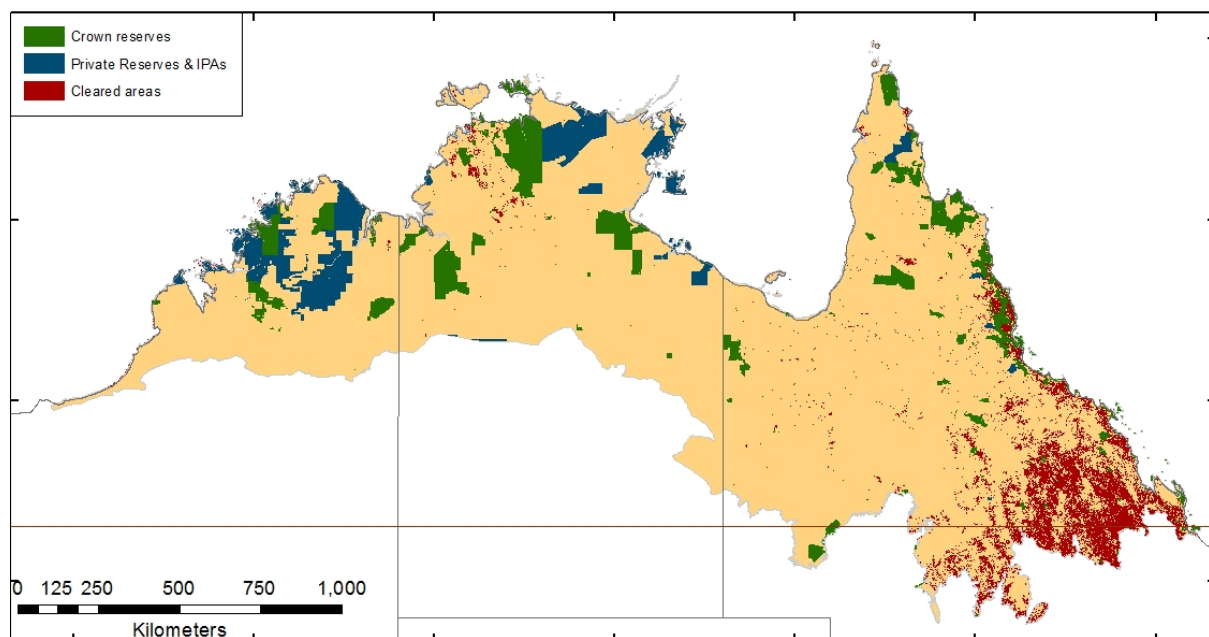 Crown reserves
Private Reserves & IPAs
Cleared areas
0 125 250 500 750 1,000
Kilometers